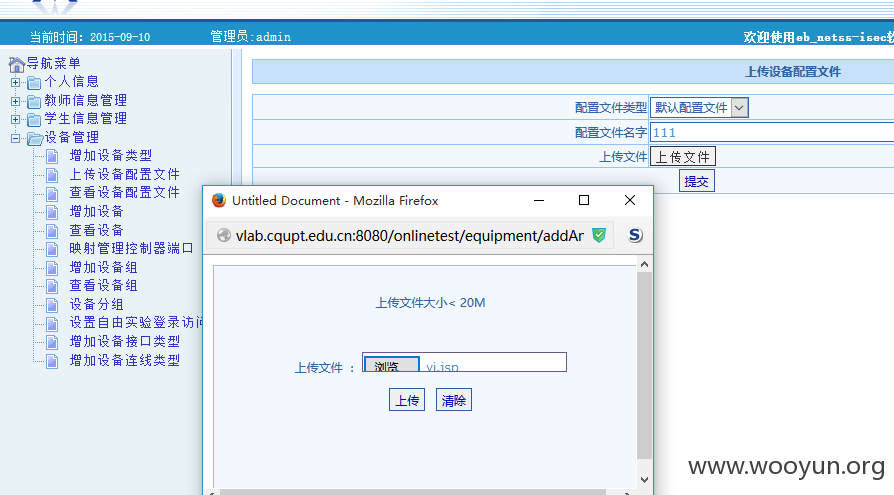 当前时间: 2015-09-10
管理员:admin
欢迎使用eb_netss-isec软
导航菜单
个人信息
教师信息管理
学生信息管理
设备管理
增加设备类型
上传设备配置文件
查看设备配置文件
增加设备
查看设备
映射管理控制器端口
增加设备组
查看设备组
设备分组
设置自由实验登录访问
增加设备接口类型
增加设备连线类型
上传设备配置文件
配置文件类型 默认配置文件
配置文件名字 111
上传文件 上传文件
提交
Untitled Document - Mozilla Firefox
vlab.cqupt.edu.cn:8080/onlinetest/equipment/addAr
S
上传文件大小< 20M
上传文件 : 浏览 yi.jsp
上传 清除
www.wooyun.org